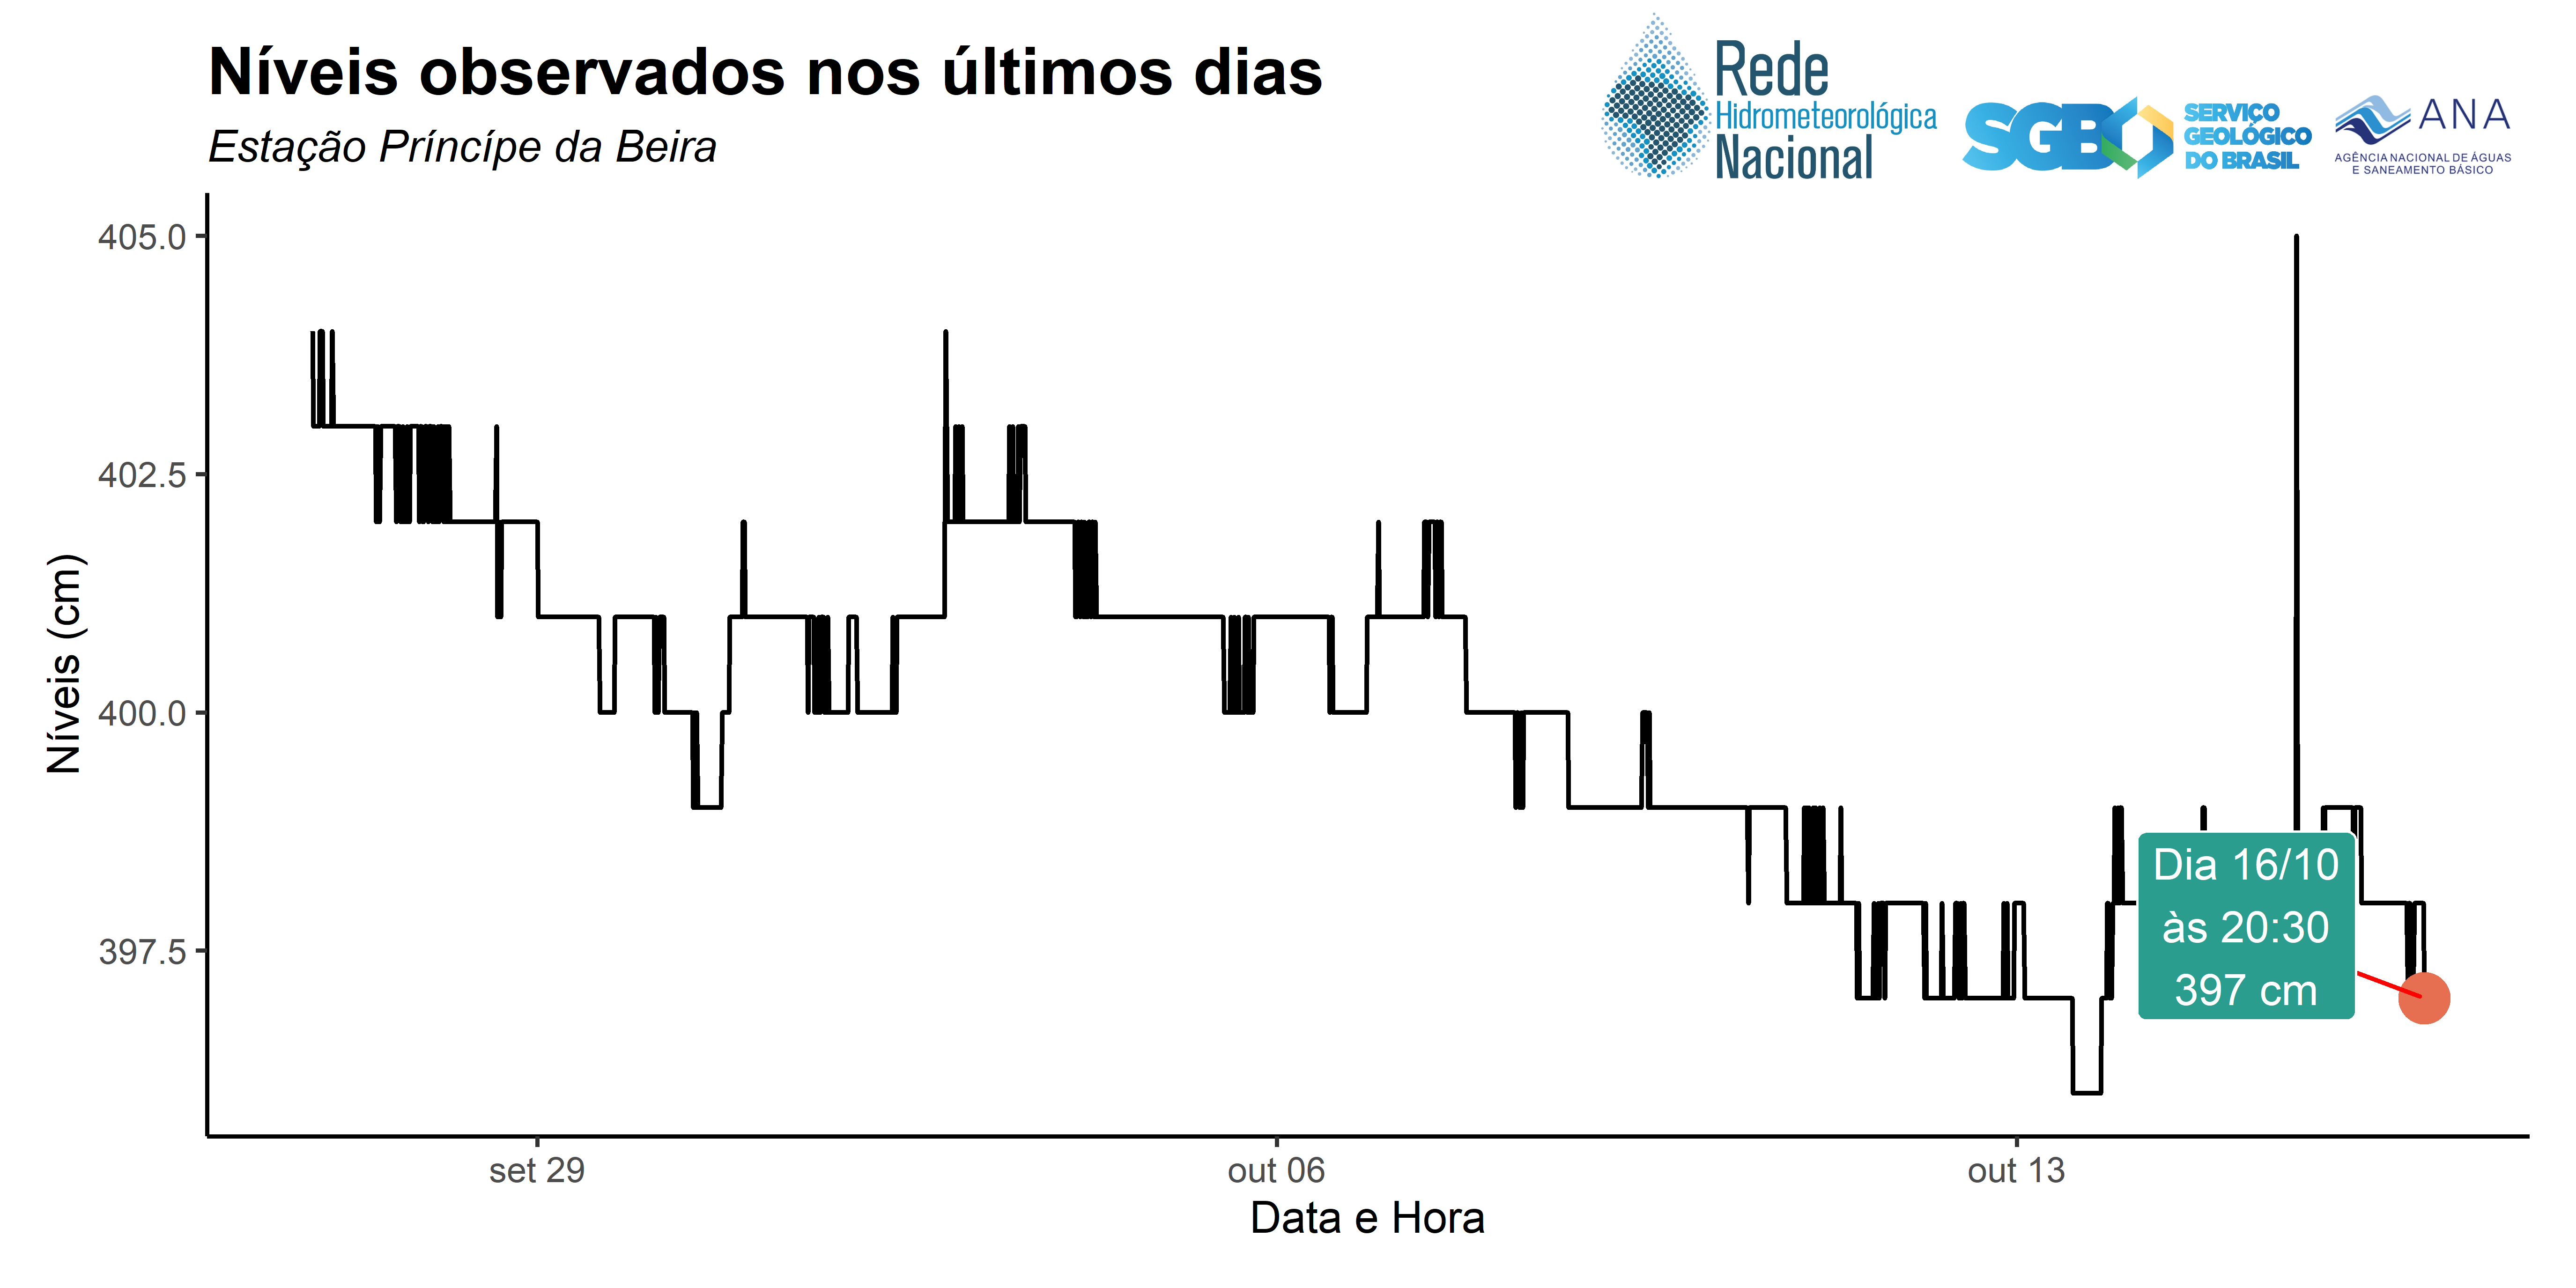 Níveis observados nos últimos dias
Estação Príncípe da Beira
Rede
Hidrometeorológica
Nacional
SGB
SERVIÇO
GEOLÓGICO
DO BRASIL
ANA
AGÊNCIA NACIONAL DE ÁGUAS
E SANEAMENTO BÁSICO
Níveis (cm)
405.0
402.5
400.0
397.5
Dia 16/10
às 20:30
397 cm
set 29
out 06
out 13
Data e Hora